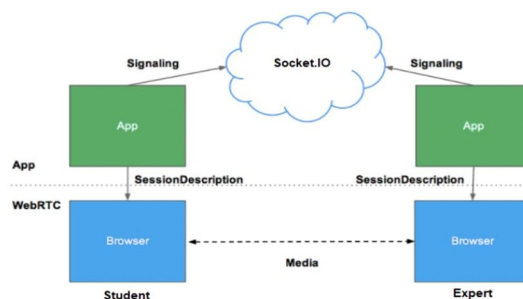 Signaling
Socket.IO
Signaling
App
App
App
SessionDescription
SessionDescription
WebRTC
Browser
Browser
Media
Student
Expert